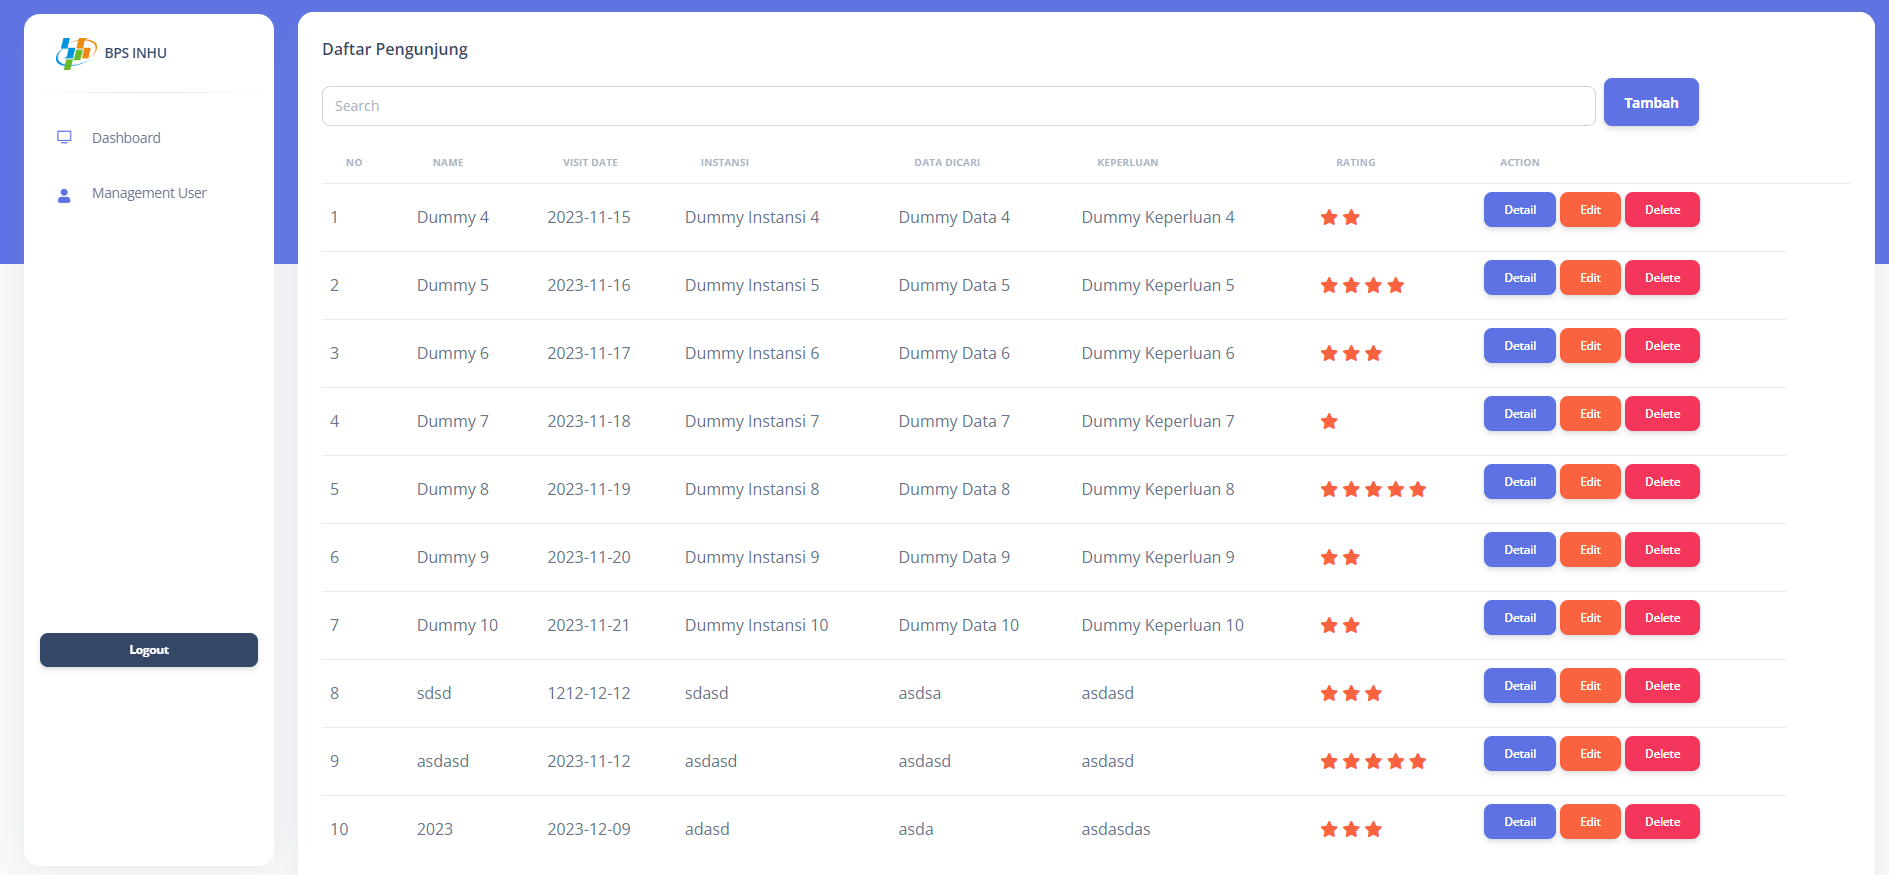 BPS INHU
Dashboard
Management User
Logout
Daftar Pengunjung
Search Tambah
NO NAME VISIT DATE INSTANSI DATA DICARI KEPERLUAN RATING ACTION
1 Dummy 4 2023-11-15 Dummy Instansi 4 Dummy Data 4 Dummy Keperluan 4 Detail Edit Delete
2 Dummy 5 2023-11-16 Dummy Instansi 5 Dummy Data 5 Dummy Keperluan 5 Detail Edit Delete
3 Dummy 6 2023-11-17 Dummy Instansi 6 Dummy Data 6 Dummy Keperluan 6 Detail Edit Delete
4 Dummy 7 2023-11-18 Dummy Instansi 7 Dummy Data 7 Dummy Keperluan 7 Detail Edit Delete
5 Dummy 8 2023-11-19 Dummy Instansi 8 Dummy Data 8 Dummy Keperluan 8 Detail Edit Delete
6 Dummy 9 2023-11-20 Dummy Instansi 9 Dummy Data 9 Dummy Keperluan 9 Detail Edit Delete
7 Dummy 10 2023-11-21 Dummy Instansi 10 Dummy Data 10 Dummy Keperluan 10 Detail Edit Delete
8 sdsd 1212-12-12 sdasd asdsa asdasd Detail Edit Delete
9 asdasd 2023-11-12 asdasd asdasd asdasd Detail Edit Delete
10 2023 2023-12-09 adasd asda asdasdas Detail Edit Delete